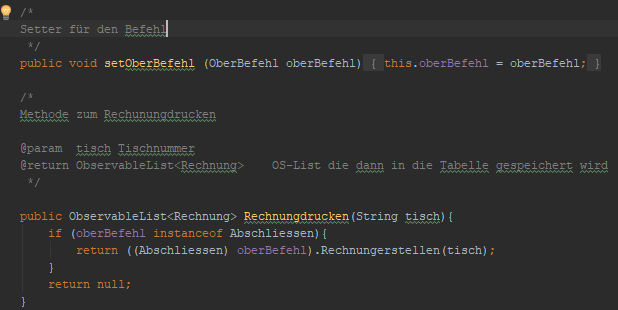 /*
Setter für den Befehl
*/
public void setOberBefehl (OberBefehl oberBefehl) { this.oberBefehl = oberBefehl; }
/*
Methode zum Rechunungdrucken
@param  tisch Tischnummer
@return ObservableList<Rechnung>    OS-List die dann in die Tabelle gespeichert wird
*/
public ObservableList<Rechnung> Rechnungdrucken(String tisch){
if (oberBefehl instanceof Abschliessen){
return ((Abschliessen) oberBefehl).Rechnungerstellen(tisch);
}
return null;
}